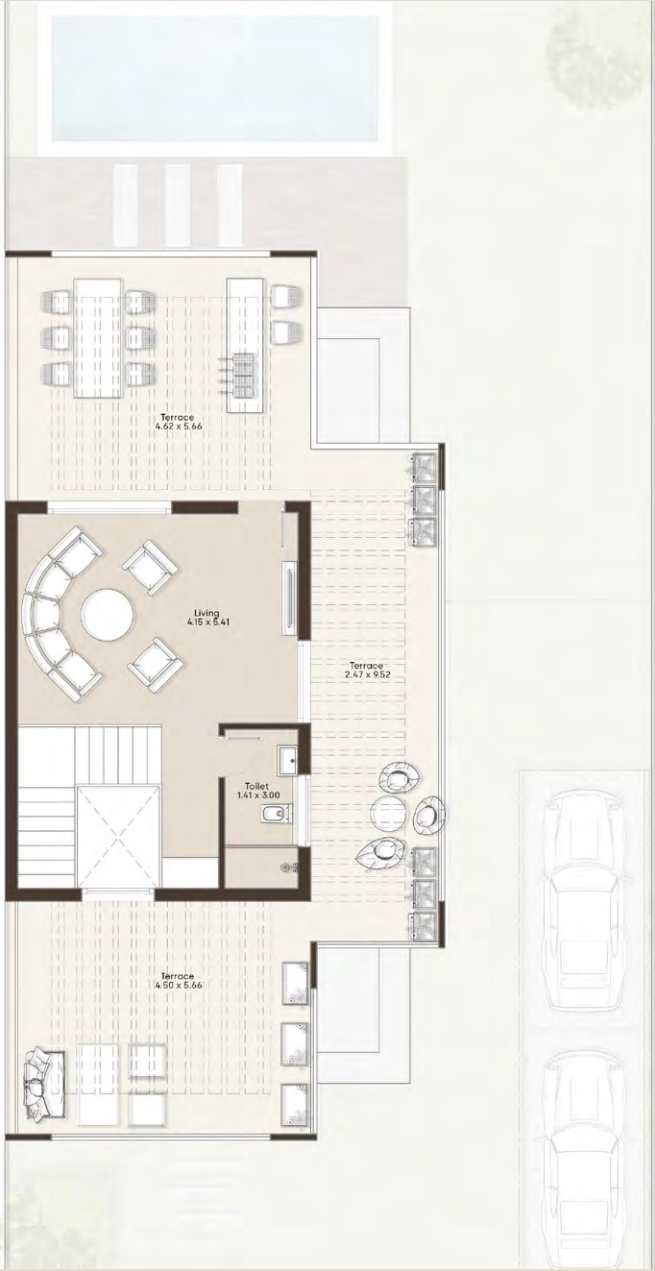 Terrace
4.62 x 5.66
Living
4.15 x 5.41
Terrace
2.47 x 9.52
Toilet
1.41 x 3.00
Terrace
4.50 x 5.66